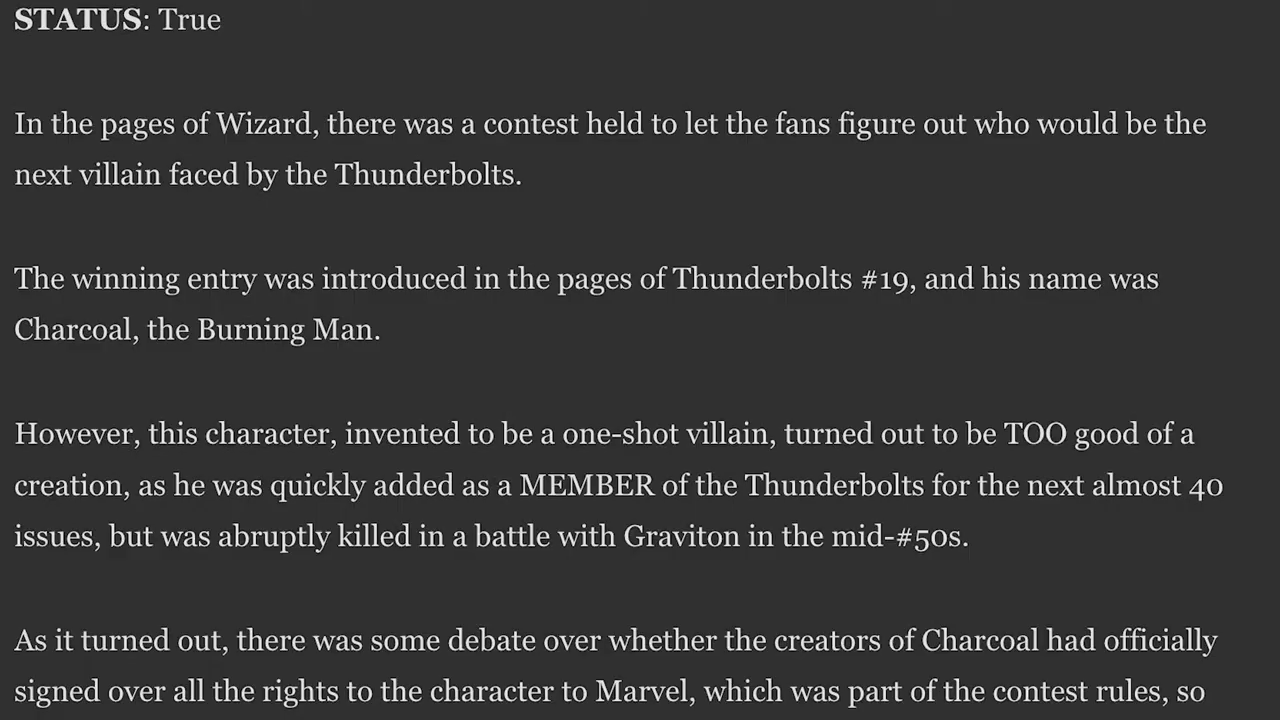 STATUS: True
In the pages of Wizard, there was a contest held to let the fans figure out who would be the
next villain faced by the Thunderbolts.
The winning entry was introduced in the pages of Thunderbolts #19, and his name was
Charcoal, the Burning Man.
However, this character, invented to be a one-shot villain, turned out to be TOO good of a
creation, as he was quickly added as a MEMBER of the Thunderbolts for the next almost 40
issues, but was abruptly killed in a battle with Graviton in the mid-#50s.
As it turned out, there was some debate over whether the creators of Charcoal had officially
signed over all the rights to the character to Marvel, which was part of the contest rules, so